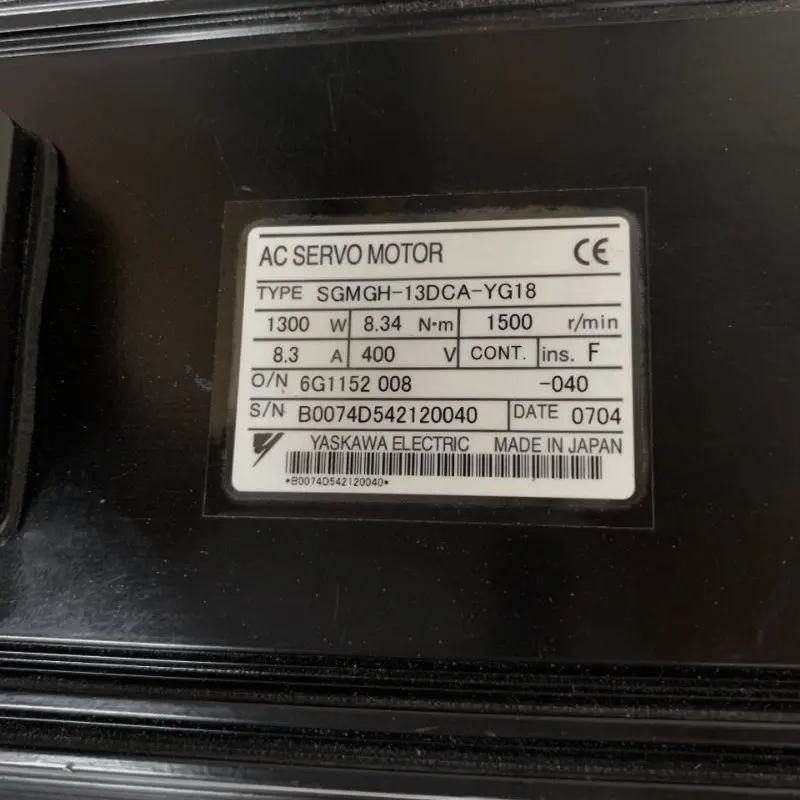 AC SERVO MOTOR CE
TYPE SGMGH-13DCA-YG18
1300 W 8.34 N·m 1500 r/min
8.3 A 400 V CONT. ins. F
O/N 6G1152 008 -040
S/N B0074D542120040 DATE 0704
YASKAWA ELECTRIC MADE IN JAPAN
*B0074D542120040*